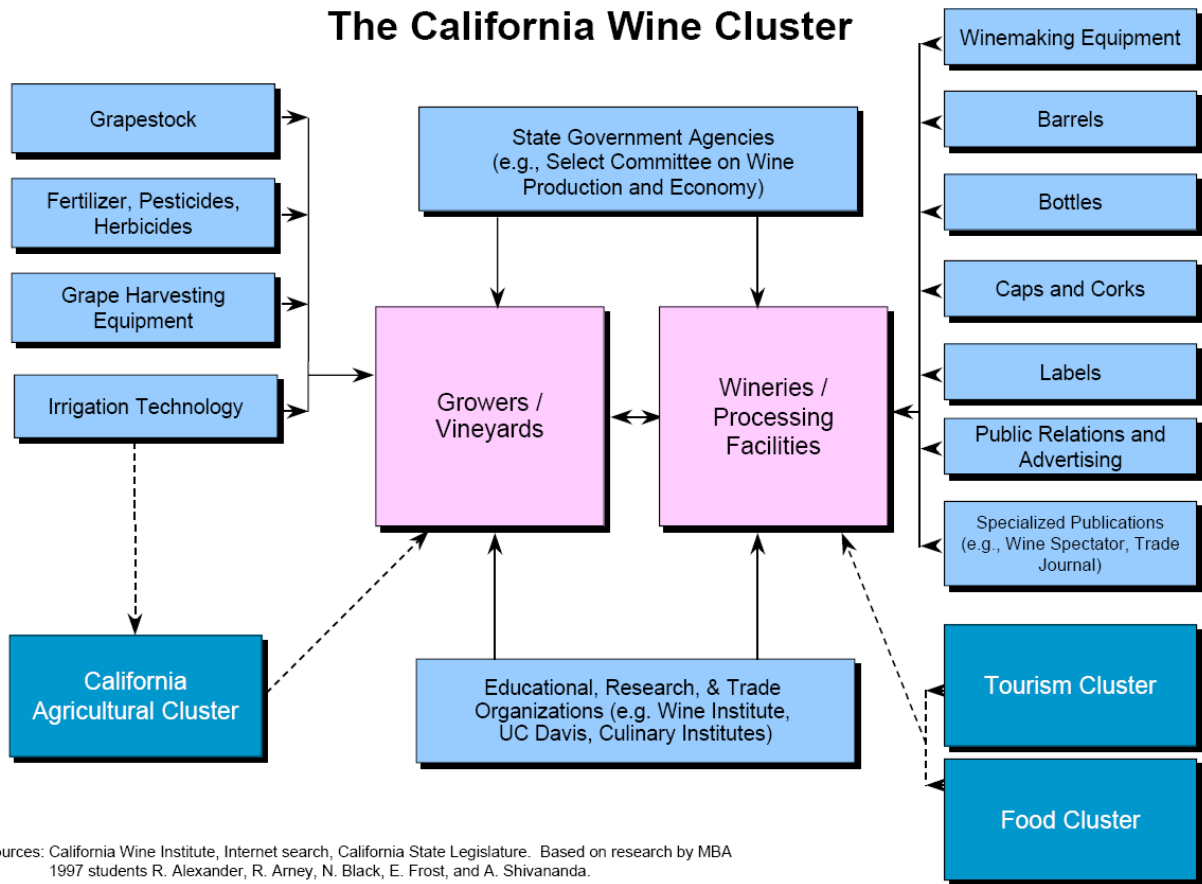 The California Wine Cluster
Grapestock
Fertilizer, Pesticides,
Herbicides
Grape Harvesting
Equipment
Irrigation Technology
State Government Agencies
(e.g., Select Committee on Wine
Production and Economy)
Growers /
Vineyards
Wineries /
Processing
Facilities
Winemaking Equipment
Barrels
Bottles
Caps and Corks
Labels
Public Relations and
Advertising
Specialized Publications
(e.g., Wine Spectator, Trade
Journal)
California
Agricultural Cluster
Educational, Research, & Trade
Organizations (e.g. Wine Institute,
UC Davis, Culinary Institutes)
Tourism Cluster
Food Cluster
ources: California Wine Institute, Internet search, California State Legislature. Based on research by MBA
1997 students R. Alexander, R. Arney, N. Black, E. Frost, and A. Shivananda.